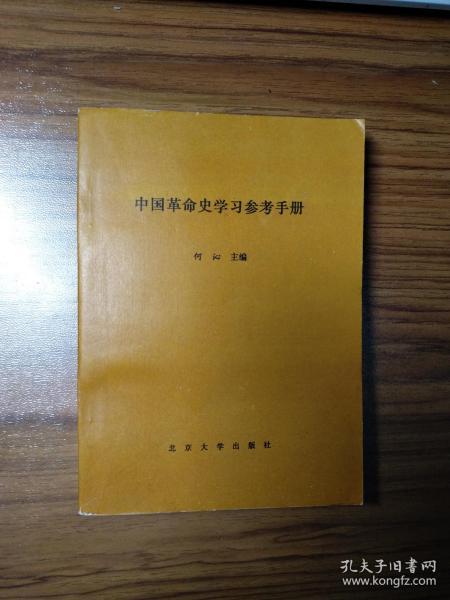 中国革命史学习参考手册
何沁 主编
北京大学出版社
孔夫子旧书网
www.kongfz.com